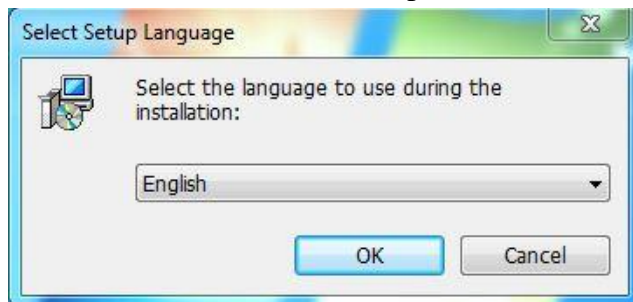 Select Setup Language
Select the language to use during the
installation:
English
OK
Cancel